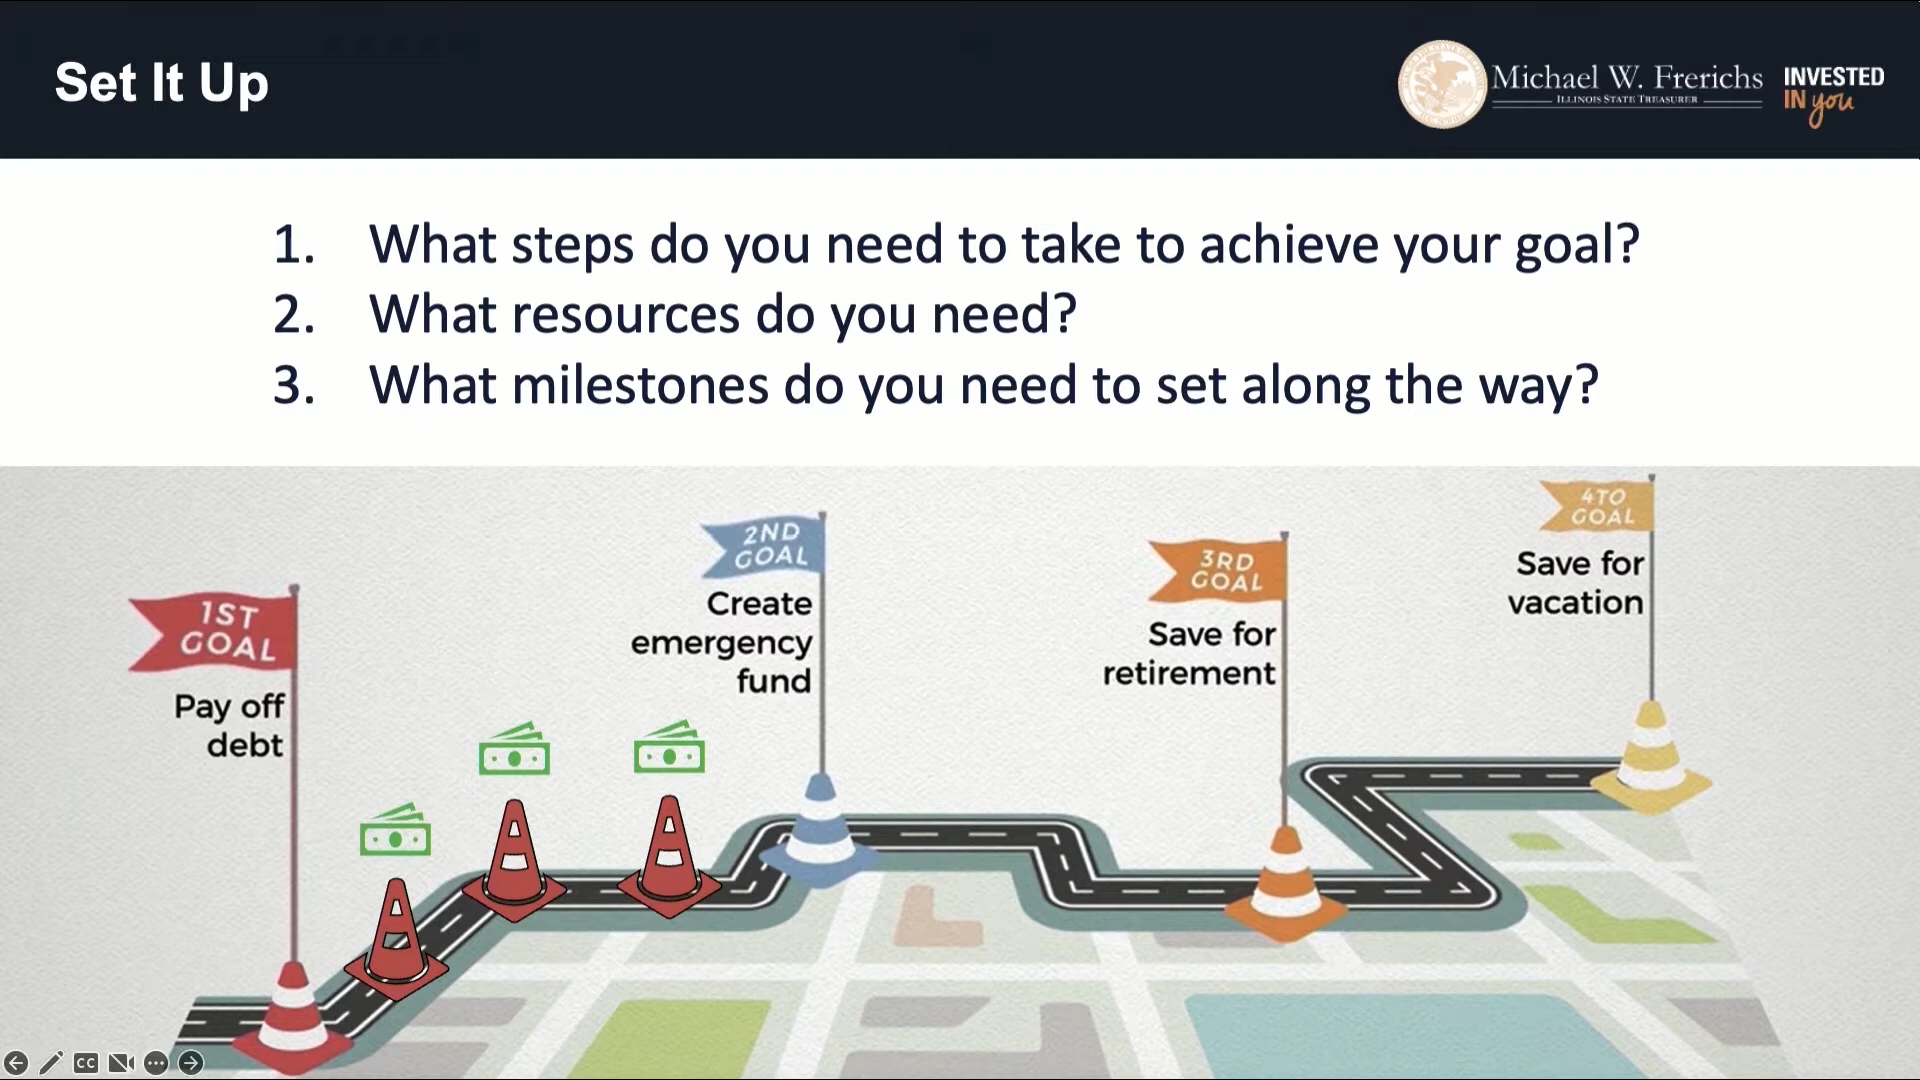 Set It Up
Michael W. Frerichs
ILLINOIS STATE TREASURER
INVESTED
IN you
1. What steps do you need to take to achieve your goal?
2. What resources do you need?
3. What milestones do you need to set along the way?
1ST
GOAL
Pay off
debt
2ND
GOAL
Create
emergency
fund
3RD
GOAL
Save for
retirement
4TO
GOAL
Save for
vacation
CC